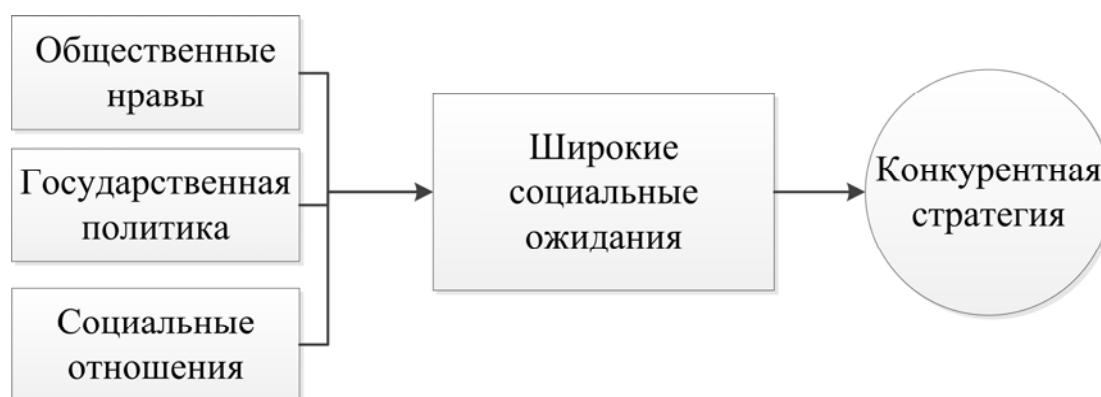 Общественные
нравы
Государственная
политика
Социальные
отношения
Широкие
социальные
ожидания
Конкурентная
стратегия